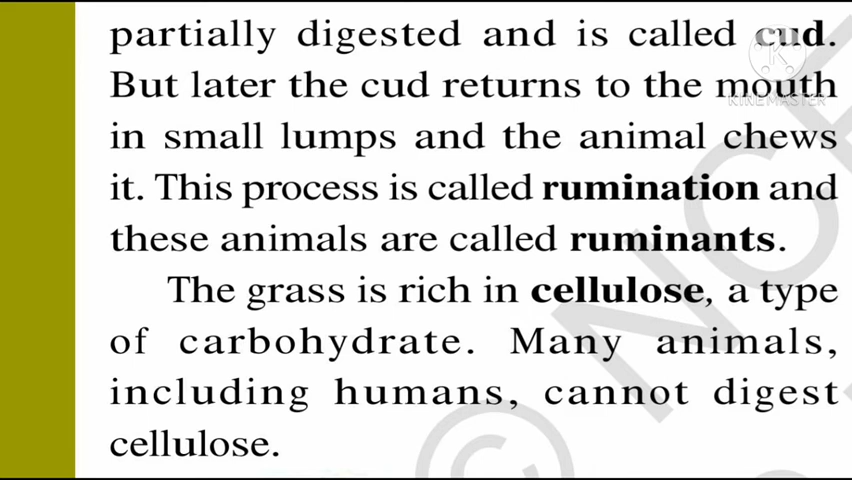 partially digested and is called cud.
But later the cud returns to the mouth
in small lumps and the animal chews
it. This process is called rumination and
these animals are called ruminants.
The grass is rich in cellulose, a type
of carbohydrate. Many animals,
including humans, cannot digest
cellulose.
K
KINEMASTER
© NCE